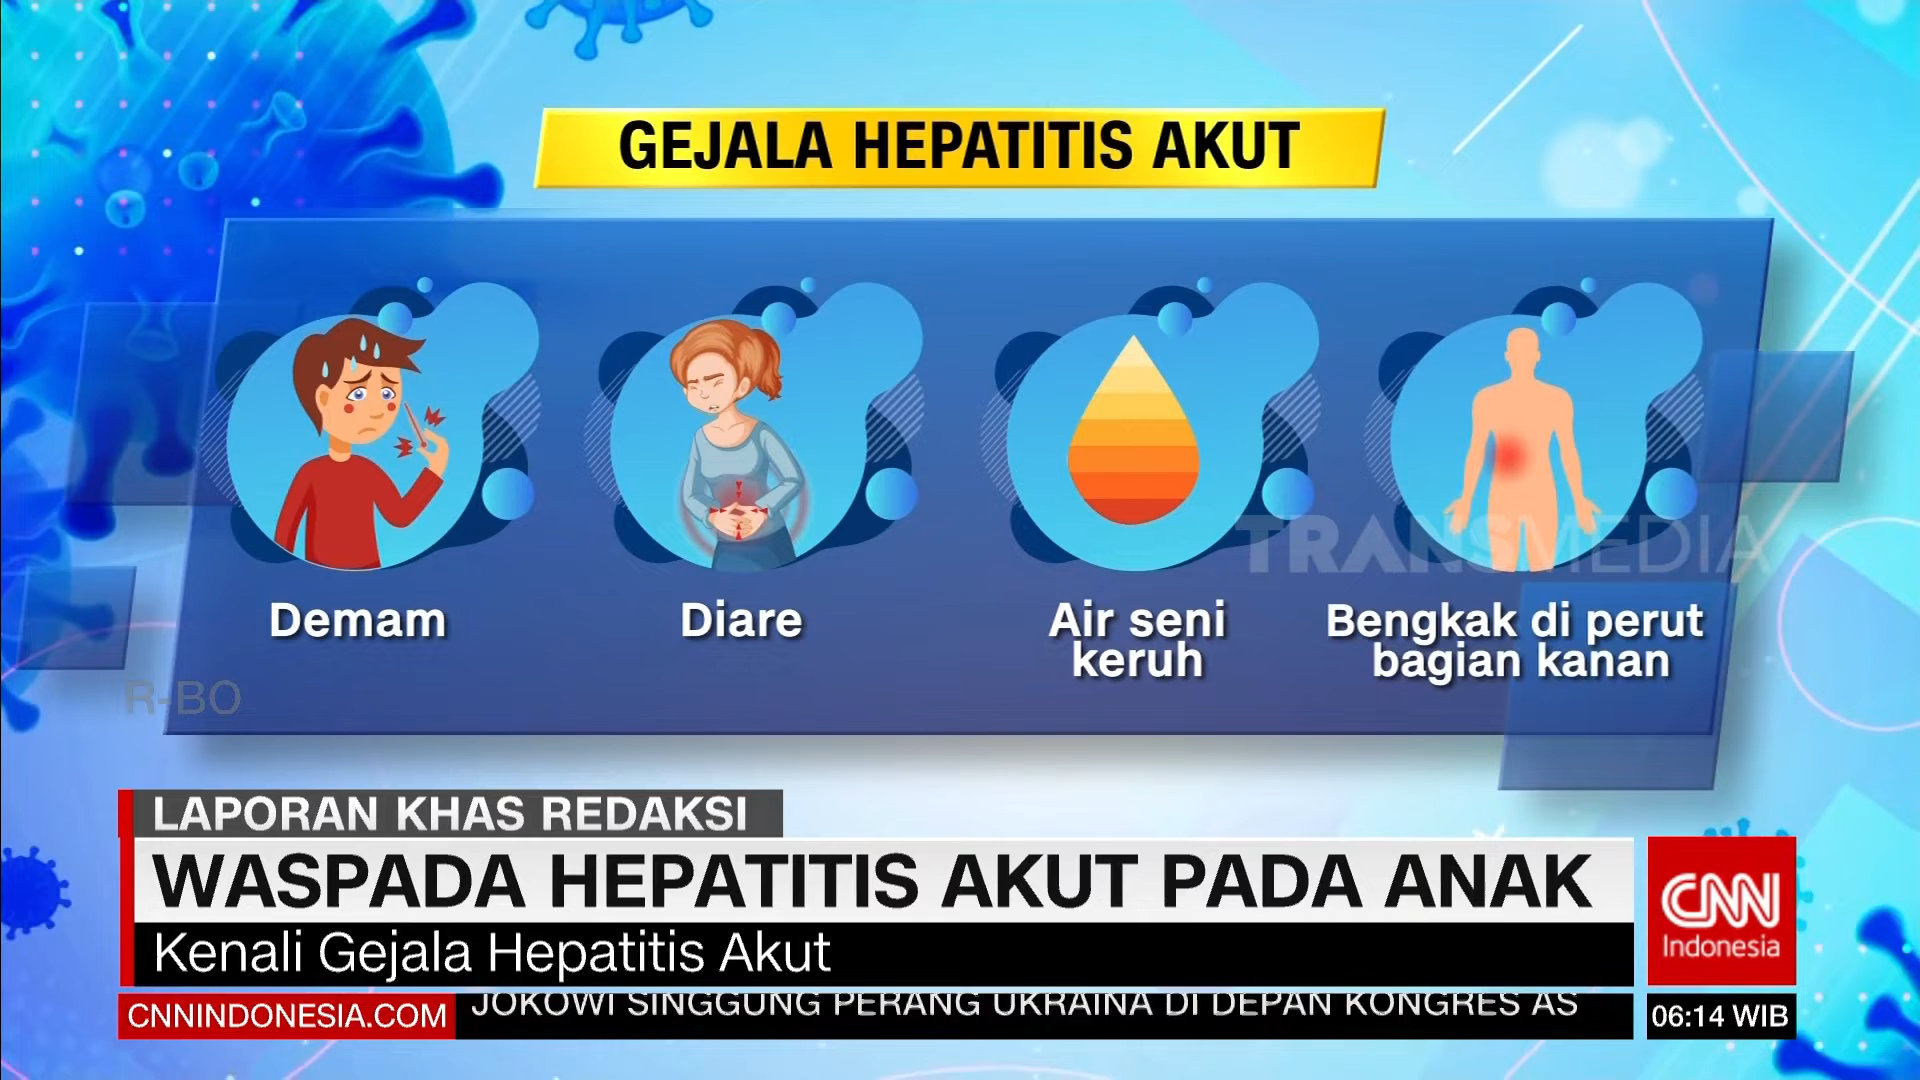 GEJALA HEPATITIS AKUT
Demam
Diare
Air seni
keruh
Bengkak di perut
bagian kanan
TRANSMEDIA
R-BO
LAPORAN KHAS REDAKSI
WASPADA HEPATITIS AKUT PADA ANAK
Kenali Gejala Hepatitis Akut
CNN
Indonesia
CNNINDONESIA.COM
JOKOWI SINGGUNG PERANG UKRAINA DI DEPAN KONGRES AS
06:14 WIB